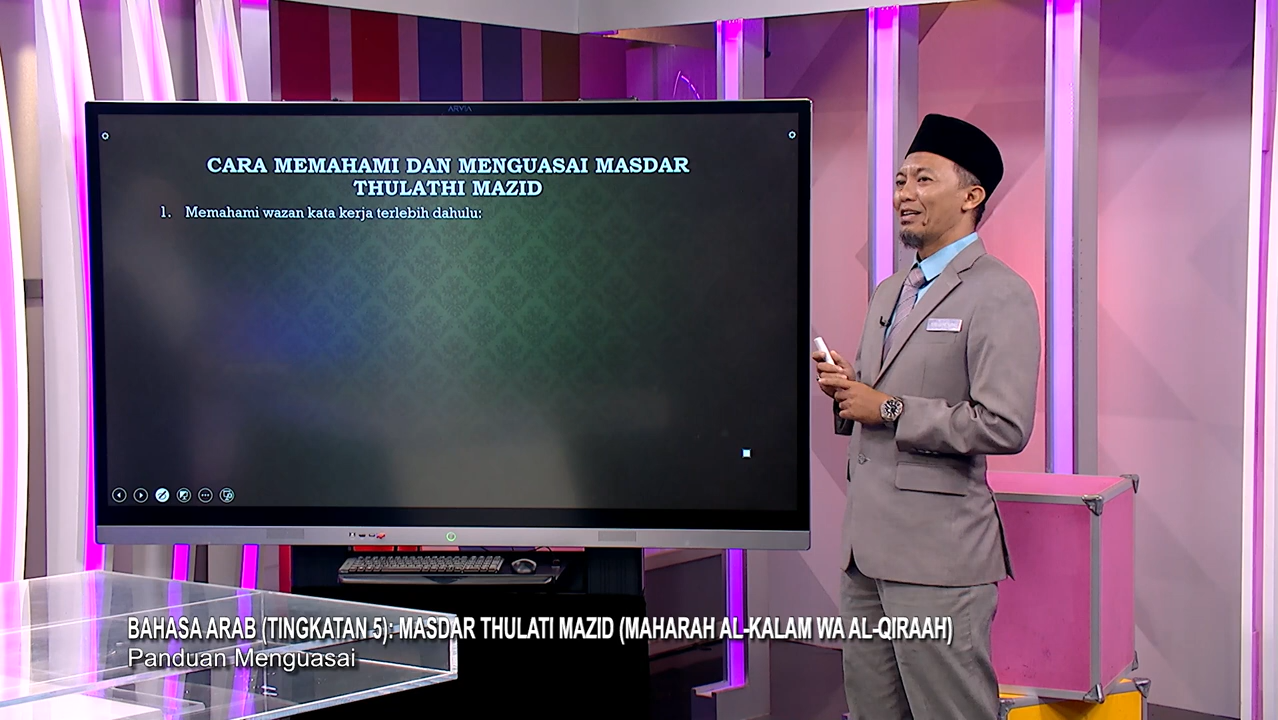 ARVIA
CARA MEMAHAMI DAN MENGUASAI MASDAR
THULATHI MAZID
1. Memahami wazan kata kerja terlebih dahulu:
BAHASA ARAB (TINGKATAN 5): MASDAR THULATI MAZID (MAHARAH AL-KALAM WA AL-QIRAAH)
Panduan Menguasai